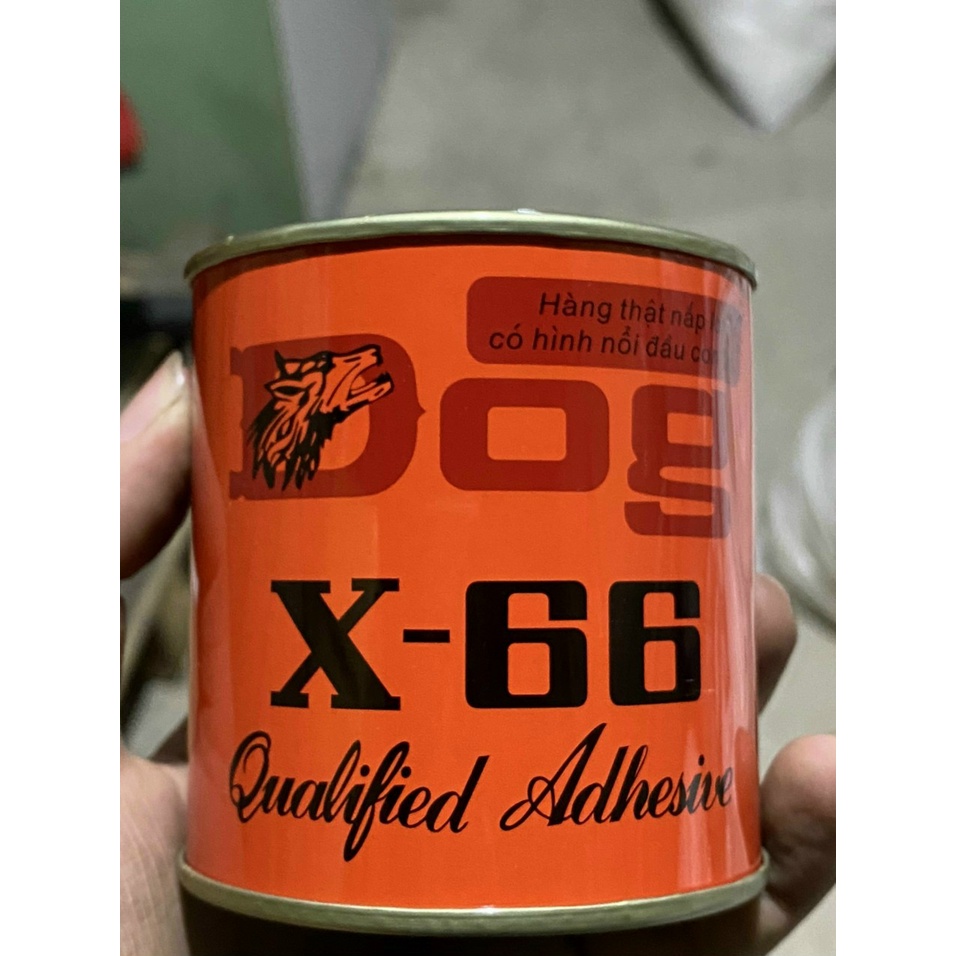 Hàng thật nắp
có hình nổi đầu
Dog
X-66
Qualified Adhesive